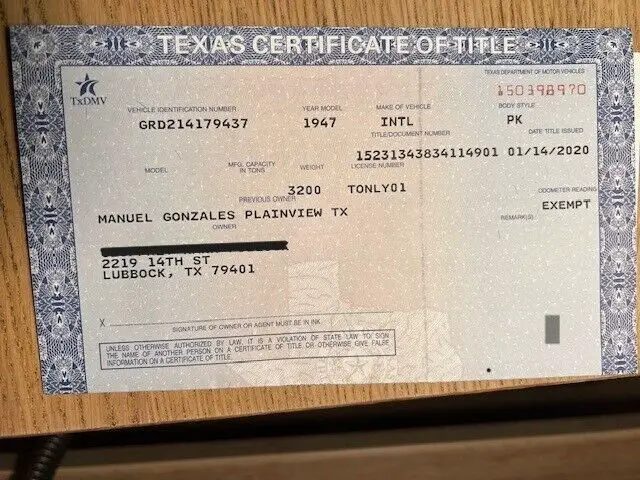 TEXAS CERTIFICATE OF TITLE
TEXAS DEPARTMENT OF MOTOR VEHICLES
TxDMV
150398970
VEHICLE IDENTIFICATION NUMBER YEAR MODEL MAKE OF VEHICLE BODY STYLE
GRD214179437 1947 INTL PK
TITLE/DOCUMENT NUMBER DATE TITLE ISSUED
15231343834114901 01/14/2020
MODEL MFG. CAPACITY IN TONS WEIGHT LICENSE NUMBER
3200 TONLY01
ODOMETER READING
PREVIOUS OWNER
EXEMPT
MANUEL GONZALES PLAINVIEW TX
REMARK(S)
OWNER
2219 14TH ST
LUBBOCK, TX 79401
X
SIGNATURE OF OWNER OR AGENT MUST BE IN INK
UNLESS OTHERWISE AUTHORIZED BY LAW, IT IS A VIOLATION OF STATE LAW TO SIGN
THE NAME OF ANOTHER PERSON ON A CERTIFICATE OF TITLE OR OTHERWISE GIVE FALSE
INFORMATION ON A CERTIFICATE OF TITLE.